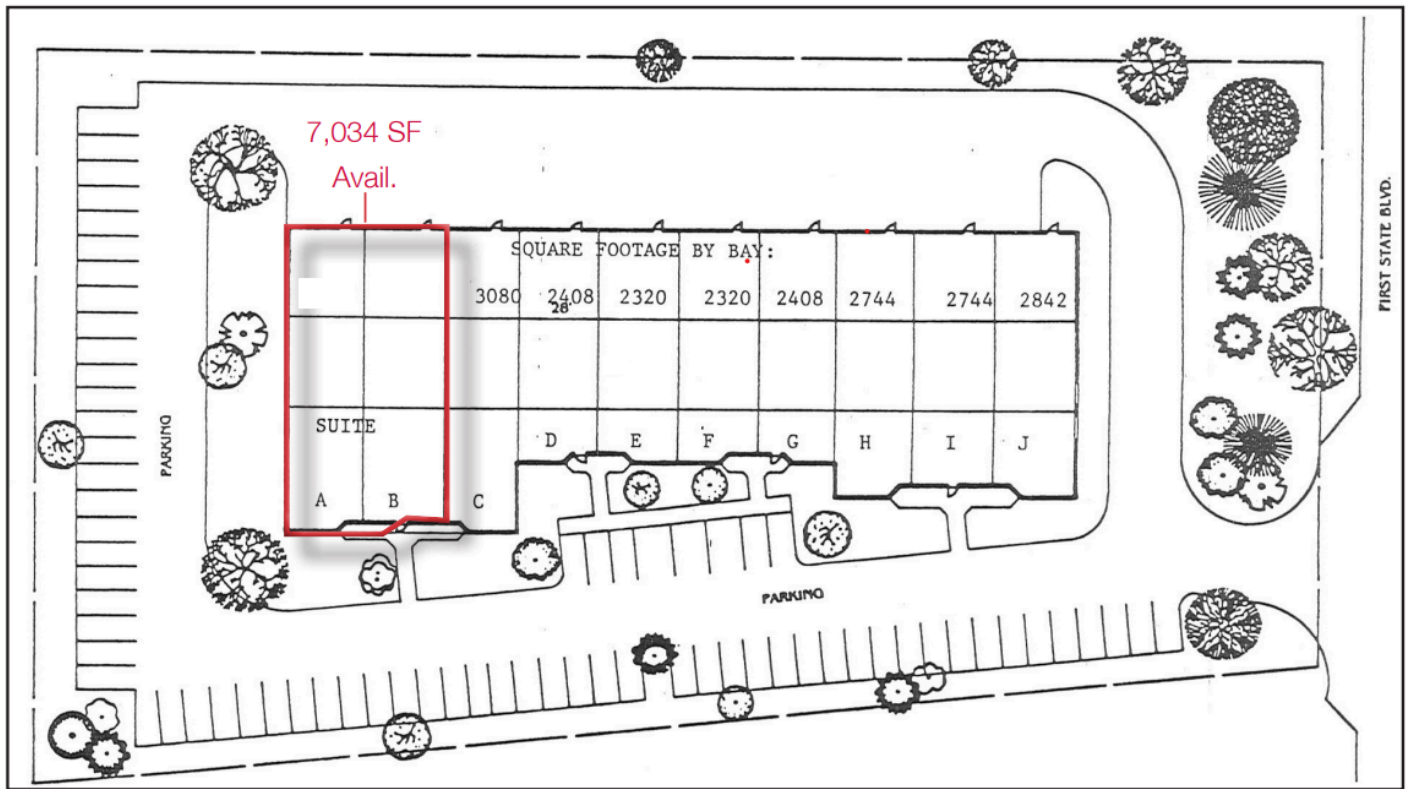 7,034 SF
Avail.
SQUARE FOOTAGE BY BAY:
3080 2408 2320 2320 2408 2744 2744 2842
28'
SUITE
A B C D E F G H I J
PARKING
PARKING
FIRST STATE BLVD.